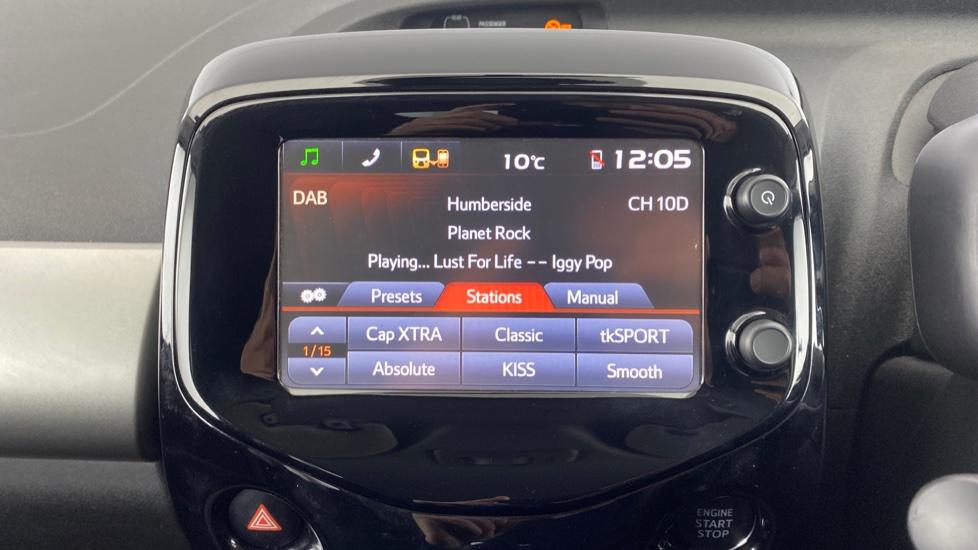 PASSENGER
10°C 12:05
DAB Humberside CH 10D
Planet Rock
Playing... Lust For Life -- Iggy Pop
Presets Stations Manual
Cap XTRA Classic tkSPORT
1/15
Absolute KISS Smooth
ENGINE
START
STOP